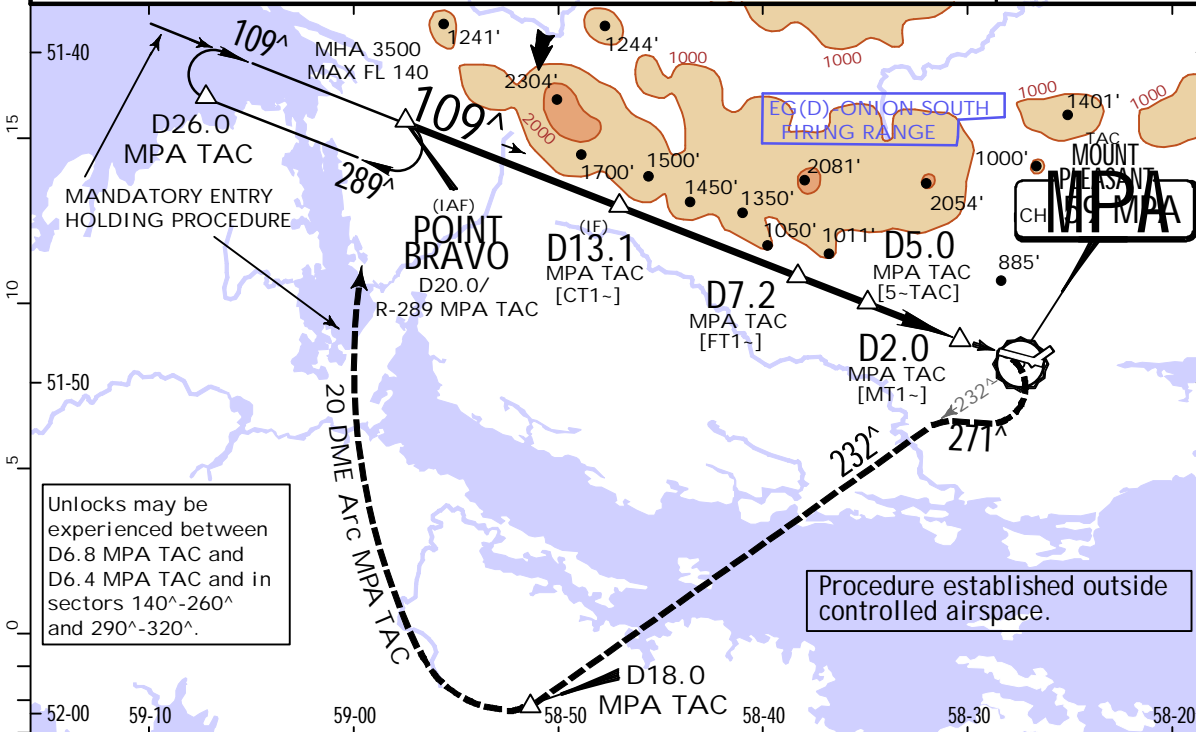 51-40
109^
MHA 3500
MAX FL 140
1241'
1244'
1000
1000
1000
1000
2304'
2000
109^
EG(D)-ONION SOUTH
FIRING RANGE
1401'
15
D26.0
MPA TAC
289^
1700'
1500'
1450'
1350'
1050'
1011'
2081'
2054'
1000'
TAC
MOUNT
PLEASANT
MPA
CH 59 MPA
MANDATORY ENTRY
HOLDING PROCEDURE
(IAF)
POINT
BRAVO
D20.0/
R-289 MPA TAC
(IF)
D13.1
MPA TAC
[CT1~]
D7.2
MPA TAC
[FT1~]
D5.0
MPA TAC
[5~TAC]
885'
D2.0
MPA TAC
[MT1~]
10
51-50
232^
271^
232^
20 DME Arc MPA TAC
5
Unlocks may be
experienced between
D6.8 MPA TAC and
D6.4 MPA TAC and in
sectors 140^-260^
and 290^-320^.
Procedure established outside
controlled airspace.
0
D18.0
MPA TAC
52-00
59-10
59-00
58-50
58-40
58-30
58-20